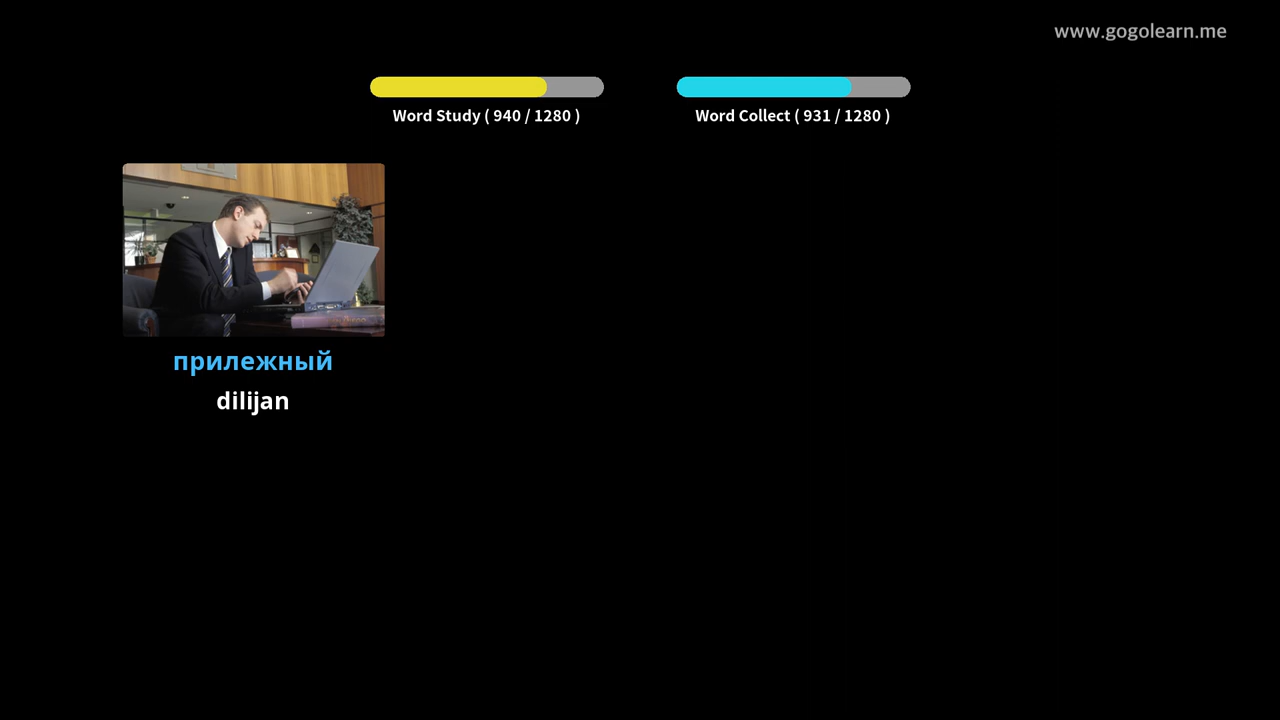 www.gogolearn.me
Word Study ( 940 / 1280 )
Word Collect ( 931 / 1280 )
прилежный
dilijan